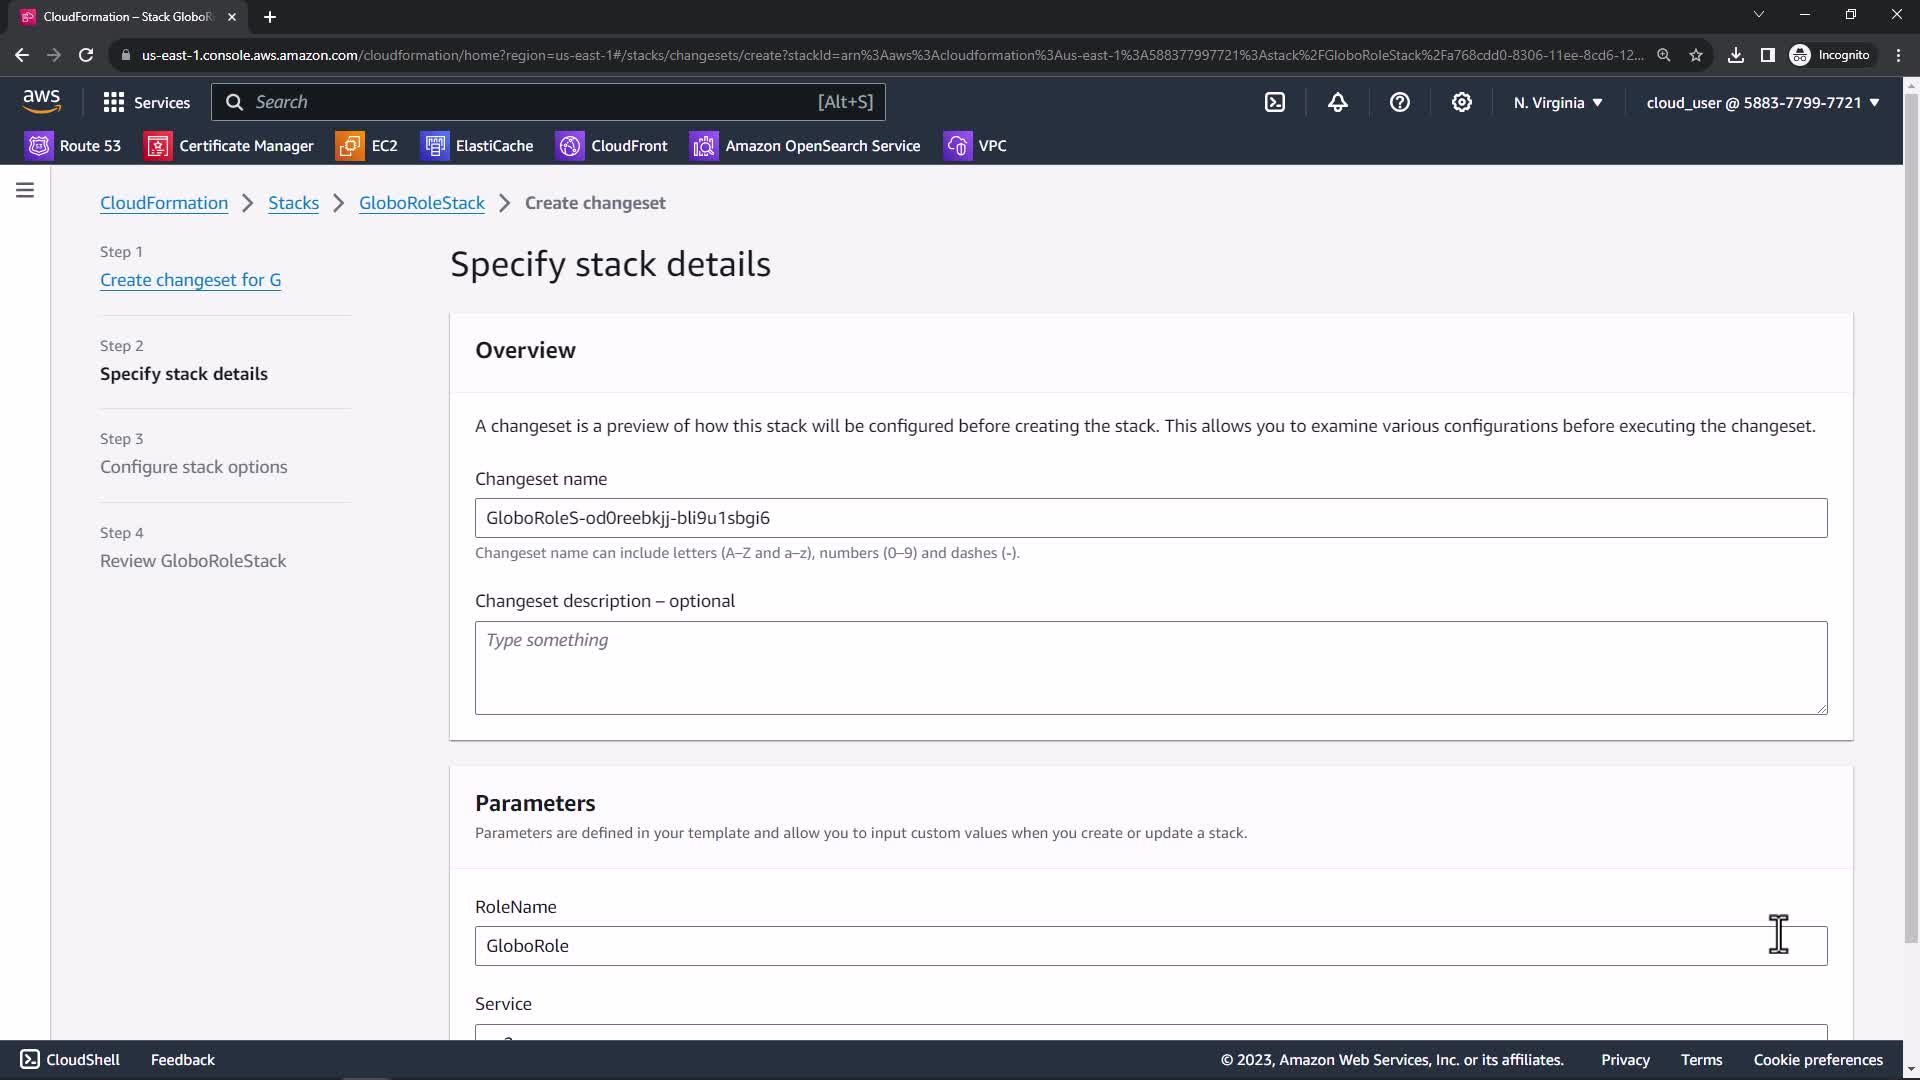 CloudFormation – Stack GloboR
us-east-1.console.aws.amazon.com/cloudformation/home?region=us-east-1#/stacks/changesets/create?stackId=arn%3Aaws%3Acloudformation%3Aus-east-1%3A588377997721%3Astack%2FGloboRoleStack%2Fa768cdd0-8306-11ee-8cd6-12...
Incognito
aws
Services
Search
[Alt+S]
N. Virginia
cloud_user @ 5883-7799-7721
Route 53
Certificate Manager
EC2
ElastiCache
CloudFront
Amazon OpenSearch Service
VPC
CloudFormation
Stacks
GloboRoleStack
Create changeset
Step 1
Create changeset for G
Step 2
Specify stack details
Step 3
Configure stack options
Step 4
Review GloboRoleStack
Specify stack details
Overview
A changeset is a preview of how this stack will be configured before creating the stack. This allows you to examine various configurations before executing the changeset.
Changeset name
GloboRoleS-od0reebkjj-bli9u1sbgi6
Changeset name can include letters (A–Z and a–z), numbers (0–9) and dashes (-).
Changeset description – optional
Type something
Parameters
Parameters are defined in your template and allow you to input custom values when you create or update a stack.
RoleName
GloboRole
Service
CloudShell
Feedback
© 2023, Amazon Web Services, Inc. or its affiliates.
Privacy
Terms
Cookie preferences